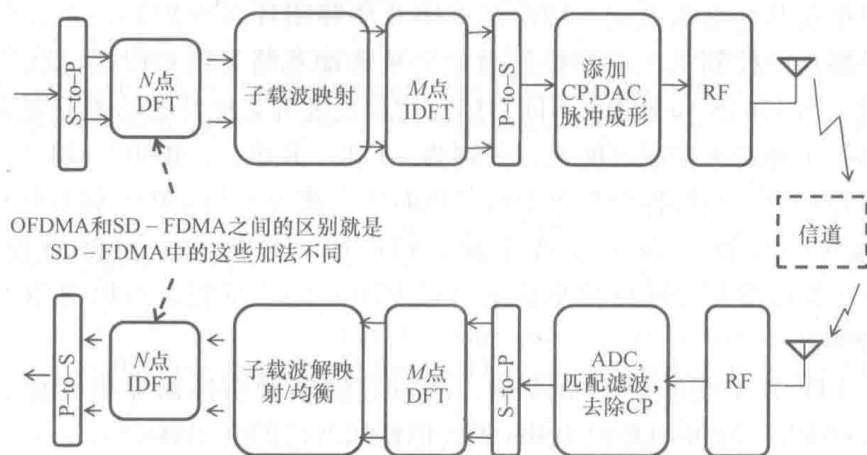 S-to-P
N点
DFT
子载波映射
M点
IDFT
P-to-S
添加
CP,DAC,
脉冲成形
RF
OFDMA和SD-FDMA之间的区别就是
SD-FDMA中的这些加法不同
信道
P-to-S
N点
IDFT
子载波解映
射/均衡
M点
DFT
S-to-P
ADC,
匹配滤波,
去除CP
RF